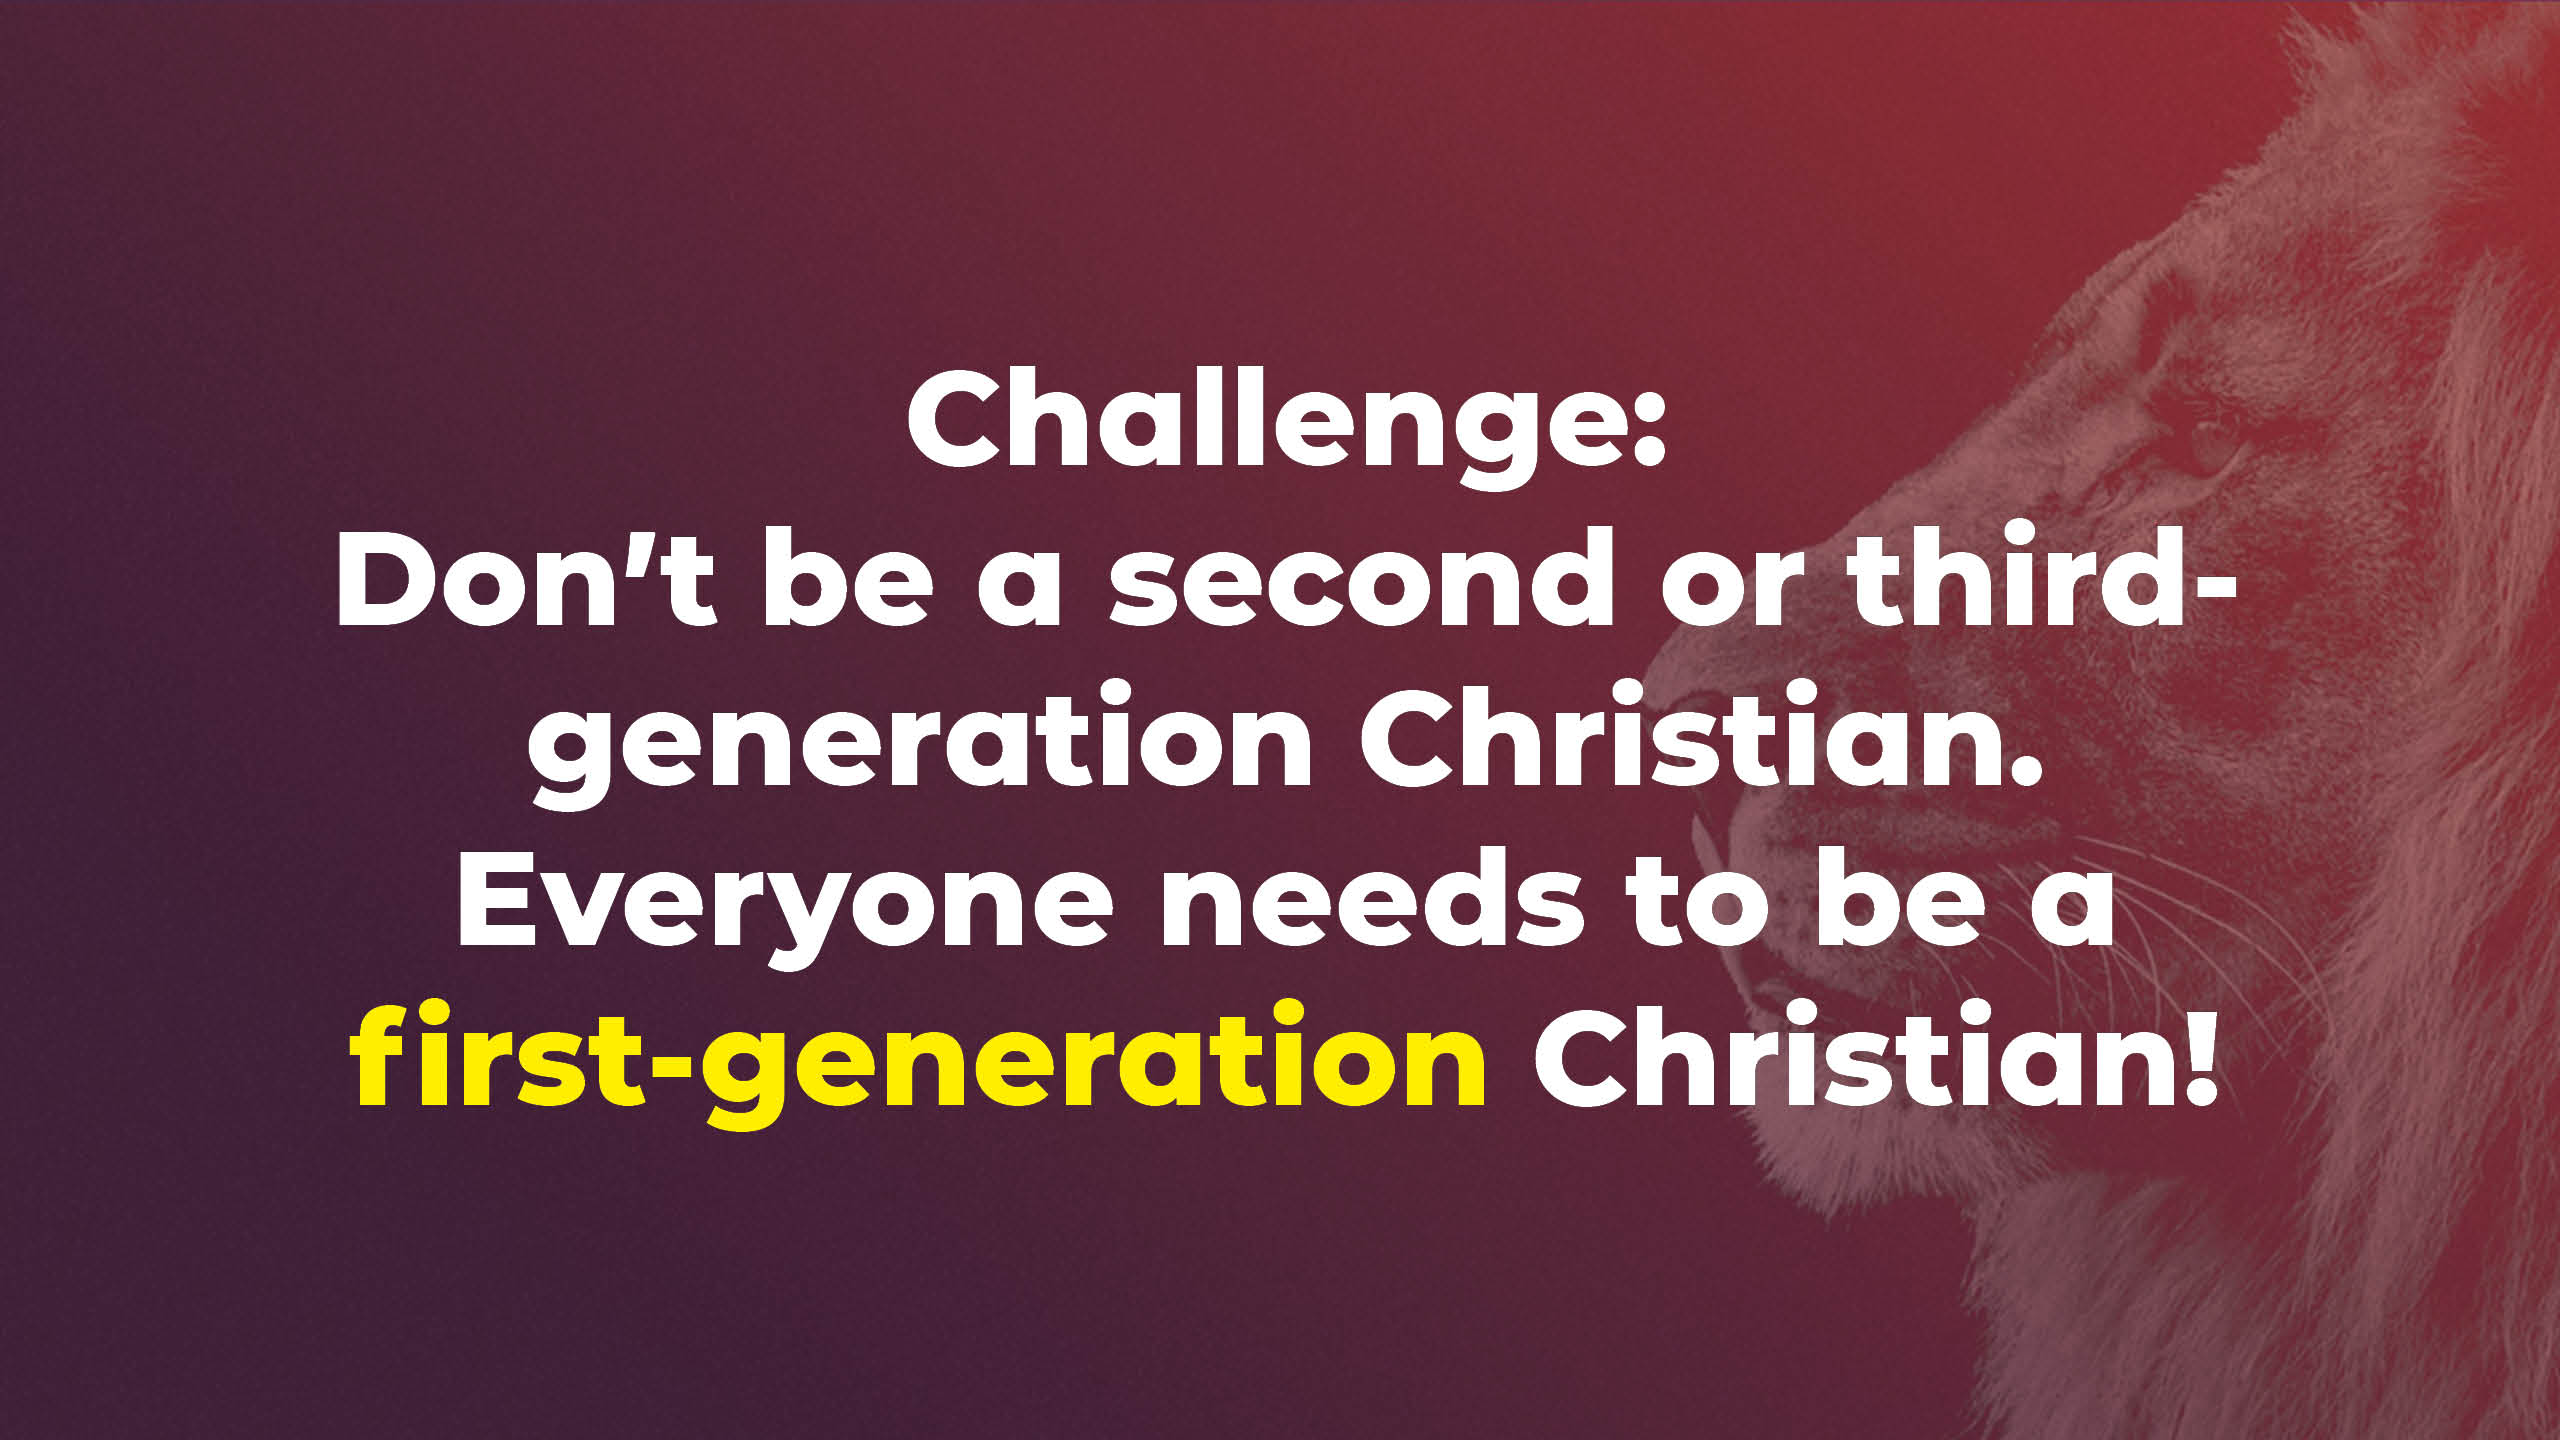 Challenge:
Don’t be a second or third-
generation Christian.
Everyone needs to be a
first-generation Christian!